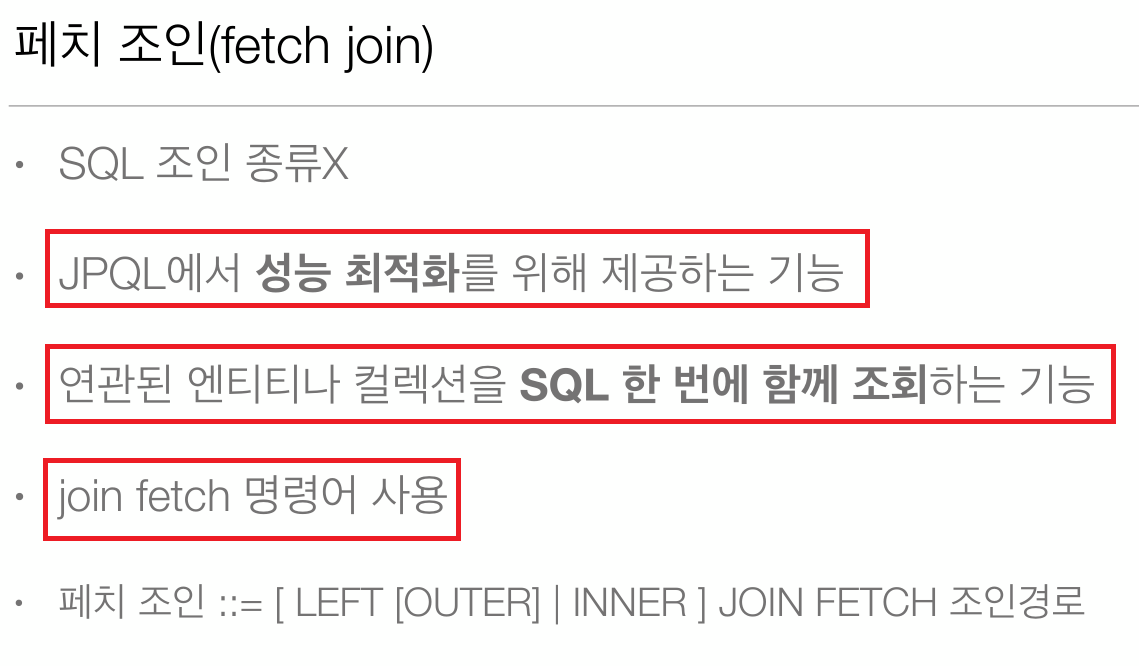 페치 조인(fetch join)
• SQL 조인 종류X
• JPQL에서 성능 최적화를 위해 제공하는 기능
• 연관된 엔티티나 컬렉션을 SQL 한 번에 함께 조회하는 기능
• join fetch 명령어 사용
• 페치 조인 ::= [ LEFT [OUTER] | INNER ] JOIN FETCH 조인경로